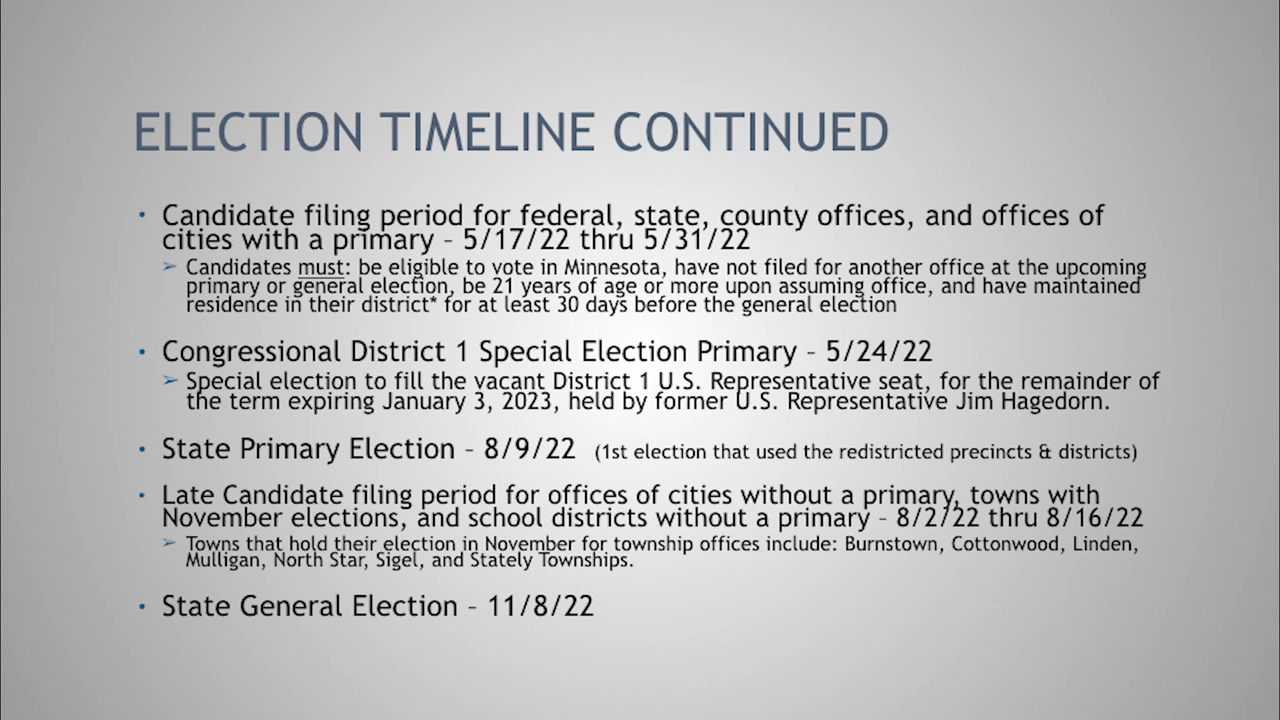 ELECTION TIMELINE CONTINUED
• Candidate filing period for federal, state, county offices, and offices of
cities with a primary – 5/17/22 thru 5/31/22
➢ Candidates must: be eligible to vote in Minnesota, have not filed for another office at the upcoming
primary or general election, be 21 years of age or more upon assuming office, and have maintained
residence in their district* for at least 30 days before the general election
• Congressional District 1 Special Election Primary – 5/24/22
➢ Special election to fill the vacant District 1 U.S. Representative seat, for the remainder of
the term expiring January 3, 2023, held by former U.S. Representative Jim Hagedorn.
• State Primary Election – 8/9/22 (1st election that used the redistricted precincts & districts)
• Late Candidate filing period for offices of cities without a primary, towns with
November elections, and school districts without a primary – 8/2/22 thru 8/16/22
➢ Towns that hold their election in November for township offices include: Burnstown, Cottonwood, Linden,
Mulligan, North Star, Sigel, and Stately Townships.
• State General Election – 11/8/22